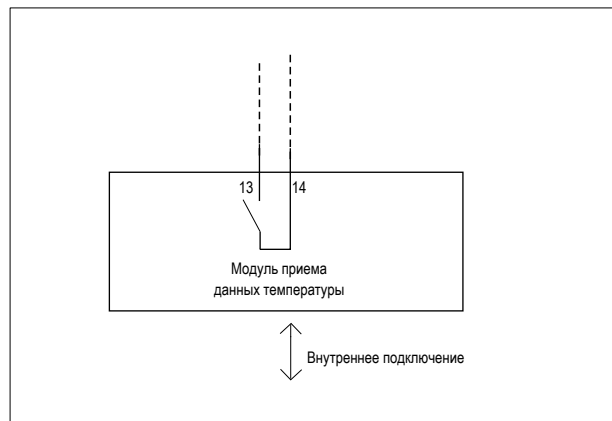 13 14
Модуль приема
данных температуры
Внутреннее подключение